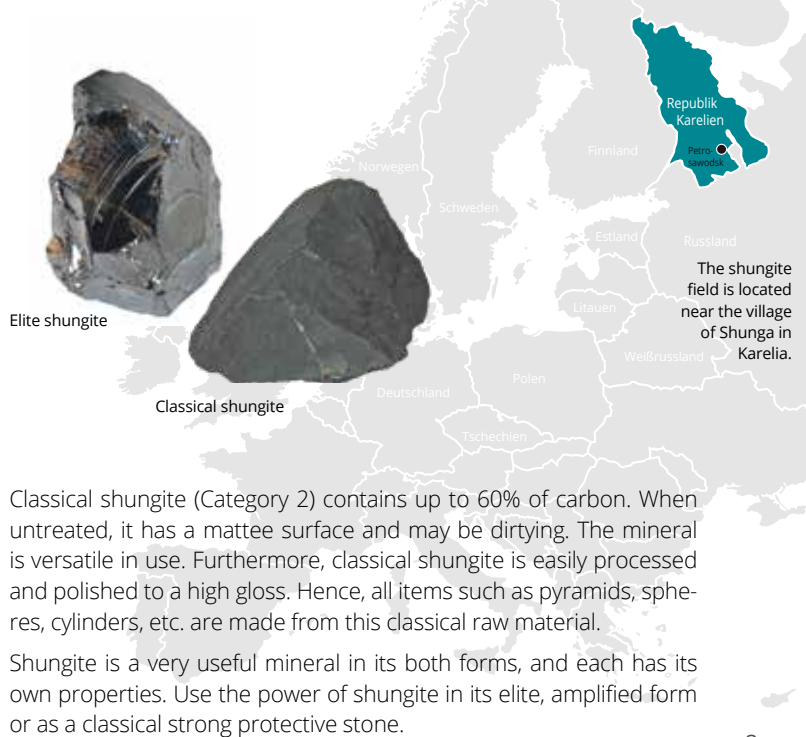 Republik
Karelien
Petro-
sawodsk
Norwegen
Finnland
Schweden
Estland
Russland
The shungite
field is located
near the village
of Shunga in
Karelia.
Litauen
Elite shungite
Weißrussland
Polen
Deutschland
Classical shungite
Tschechien
Classical shungite (Category 2) contains up to 60% of carbon. When
untreated, it has a mattee surface and may be dirtying. The mineral
is versatile in use. Furthermore, classical shungite is easily processed
and polished to a high gloss. Hence, all items such as pyramids, sphe-
res, cylinders, etc. are made from this classical raw material.
Shungite is a very useful mineral in its both forms, and each has its
own properties. Use the power of shungite in its elite, amplified form
or as a classical strong protective stone.